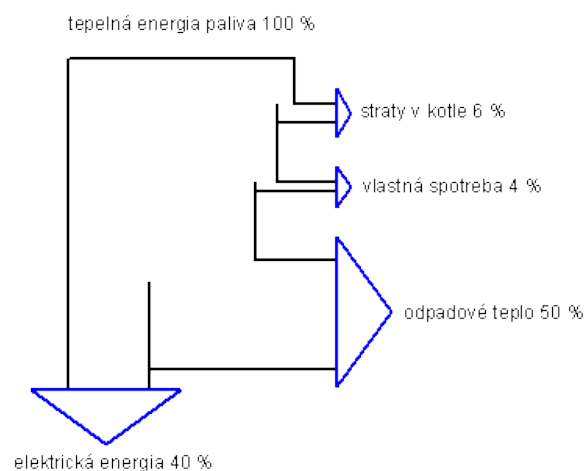 tepelná energia paliva 100 %
straty v kotle 6 %
vlastná spotreba 4 %
odpadové teplo 50 %
elektrická energia 40 %